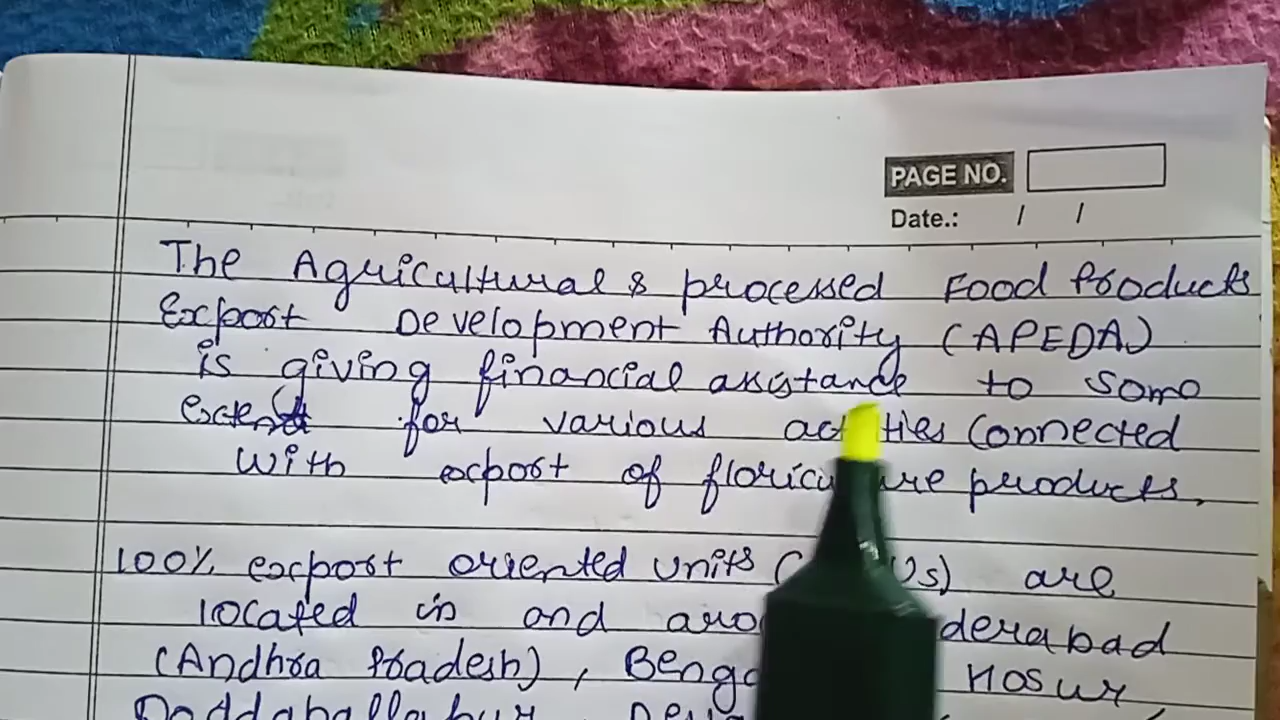 PAGE NO.
Date.: / /
The Agricultural & processed Food Products
Export Development Authority (APEDA)
is giving financial assistance to some
extent for various connected
with export of products.
100% export oriented units are
located in and
(Andhra Pradesh), Hosur,
Doddaballabur,